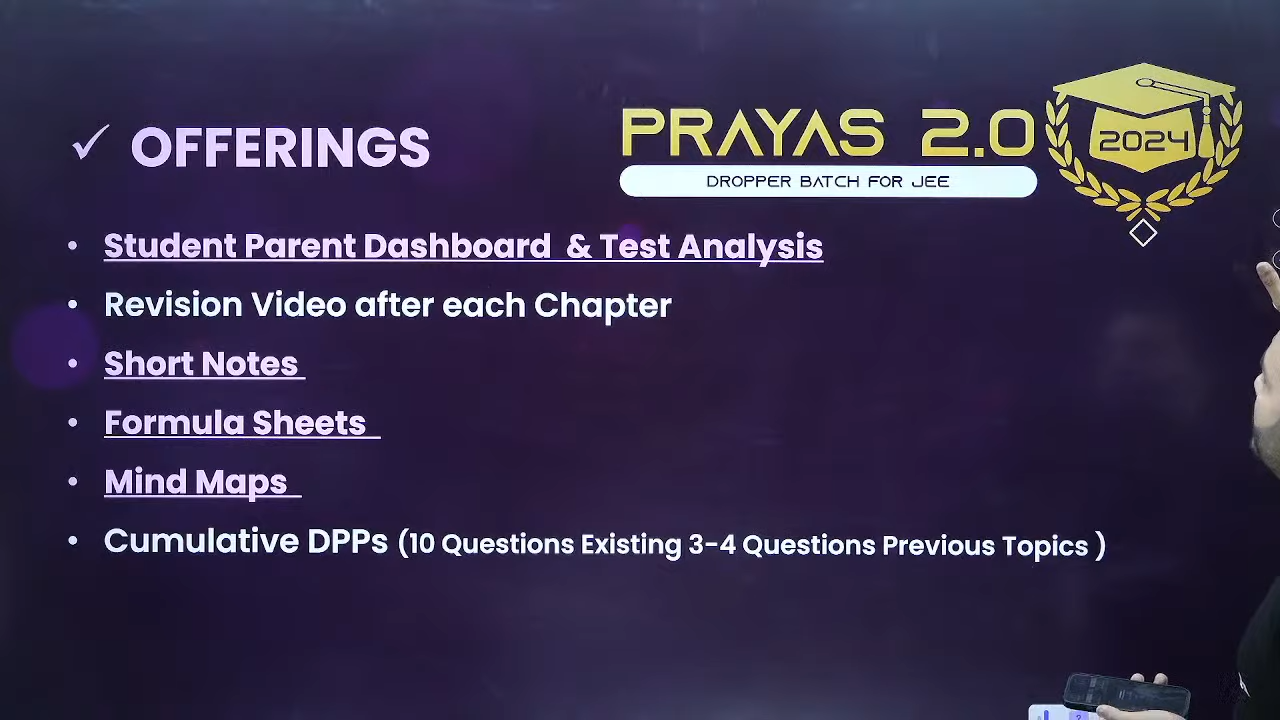 ✓ OFFERINGS
PRAYAS 2.0
2024
DROPPER BATCH FOR JEE
• Student Parent Dashboard & Test Analysis
• Revision Video after each Chapter
• Short Notes
• Formula Sheets
• Mind Maps
• Cumulative DPPs (10 Questions Existing 3-4 Questions Previous Topics )